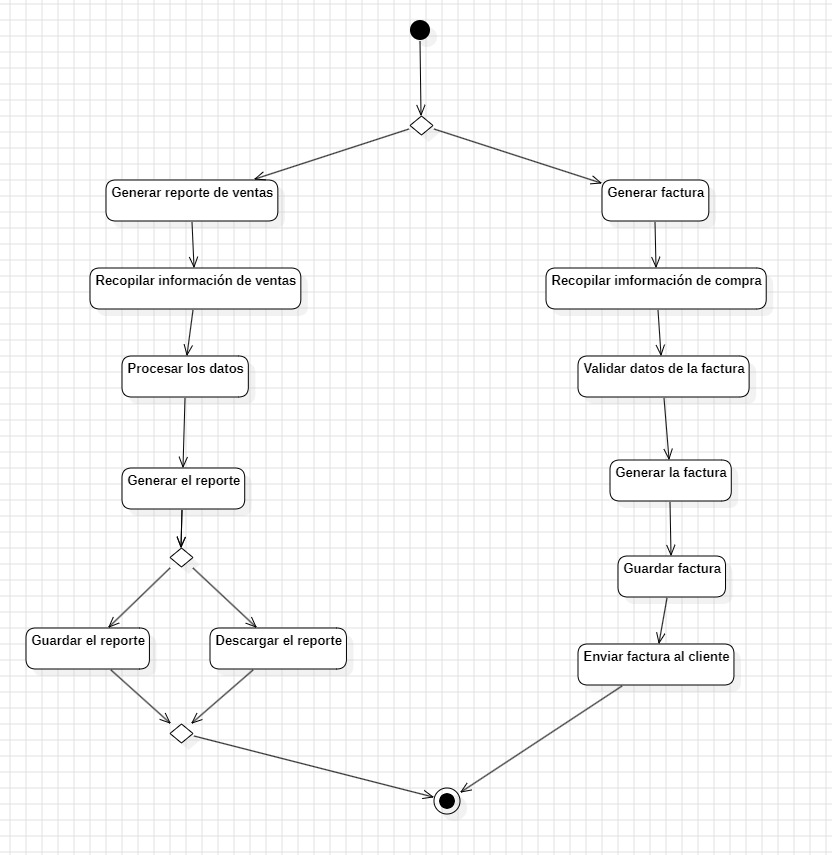 Generar reporte de ventas
Generar factura
Recopilar información de ventas
Recopilar imformación de compra
Procesar los datos
Validar datos de la factura
Generar el reporte
Generar la factura
Guardar factura
Guardar el reporte
Descargar el reporte
Enviar factura al cliente